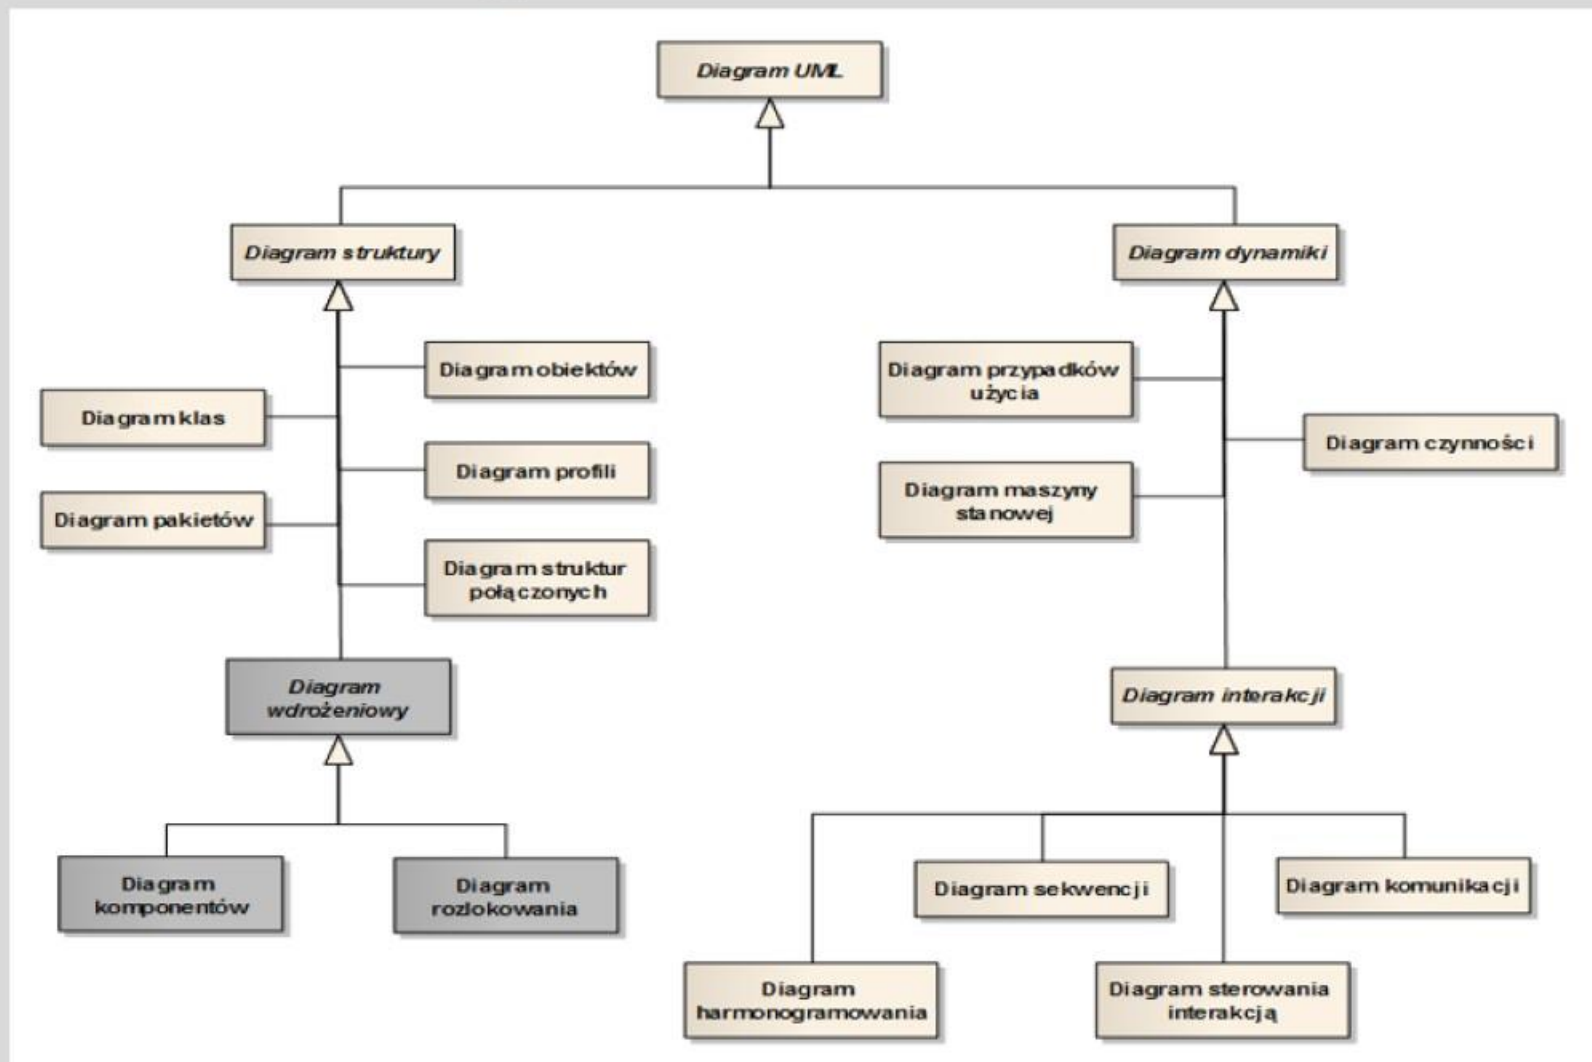 Diagram UML
Diagram struktury
Diagram dynamiki
Diagram obiektów
Diagram klas
Diagram profili
Diagram pakietów
Diagram struktur
połączonych
Diagram przypadków
użycia
Diagram czynności
Diagram maszyny
stanowej
Diagram
wdrożeniowy
Diagram interakcji
Diagram
komponentów
Diagram
rozlokowania
Diagram sekwencji
Diagram komunikacji
Diagram
harmonogramowania
Diagram sterowania
interakcją